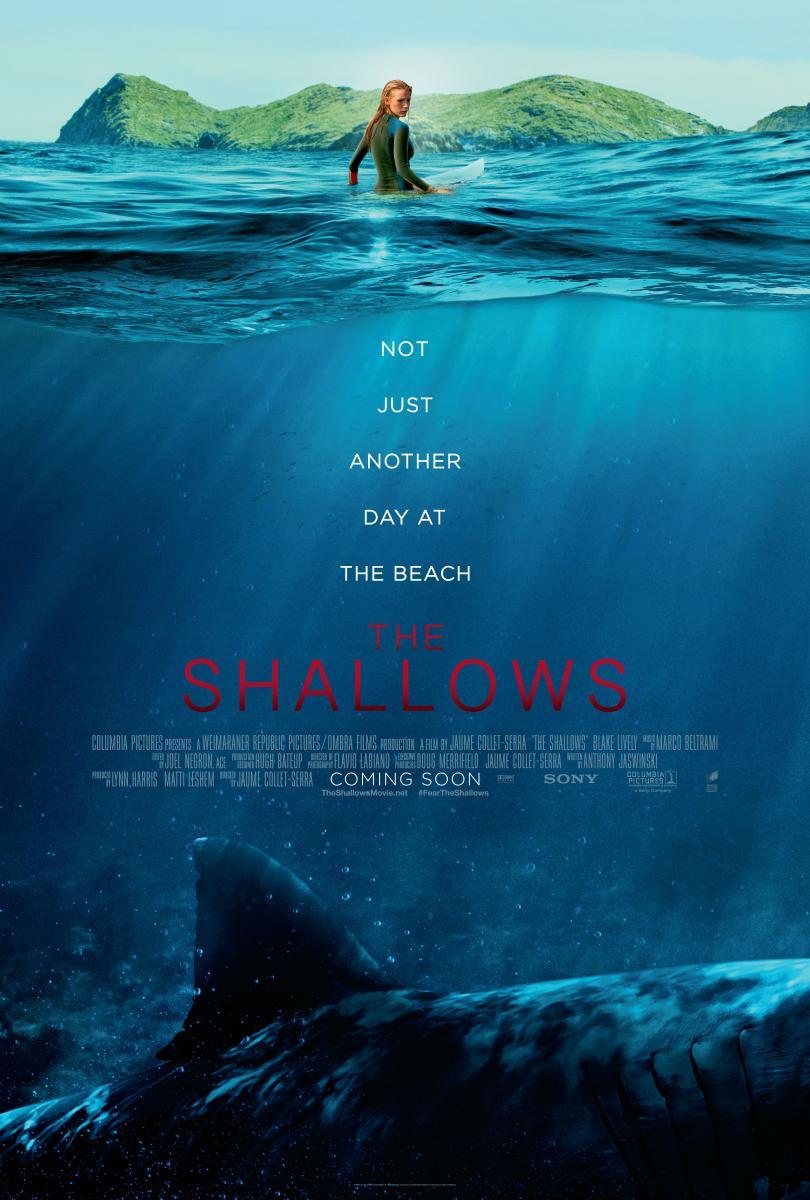 NOT
JUST
ANOTHER
DAY AT
THE BEACH
THE
SHALLOWS
COLUMBIA PICTURES PRESENTS A WEIMARANER REPUBLIC PICTURES/OMBRA FILMS PRODUCTION A FILM BY JAUME COLLET-SERRA "THE SHALLOWS" BLAKE LIVELY MUSIC BY MARCO BELTRAMI
EDITED BY JOEL NEGRON, ACE PRODUCTION DESIGNER HUGH BATEUP DIRECTOR OF PHOTOGRAPHY FLAVIO LABIANO EXECUTIVE PRODUCERS DOUG MERRIFIELD JAUME COLLET-SERRA WRITTEN BY ANTHONY JASWINSKI
PRODUCED BY LYNN HARRIS MATTI LESHEM DIRECTED BY JAUME COLLET-SERRA COMING SOON SONY COLUMBIA PICTURES
a Sony Company
TheShallowsMovie.net #FearTheShallows